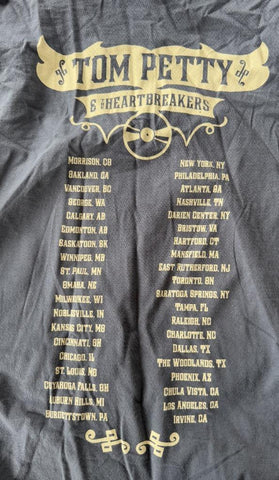 TOM PETTY
& THE HEARTBREAKERS
MORRISON, CO
OAKLAND, CA
VANCOUVER, BC
GEORGE, WA
CALGARY, AB
EDMONTON, AB
SASKATOON, SK
WINNIPEG, MB
ST. PAUL, MN
OMAHA, NE
MILWAUKEE, WI
NOBLESVILLE, IN
KANSAS CITY, MO
CINCINNATI, OH
CHICAGO, IL
ST. LOUIS, MO
CUYAHOGA FALLS, OH
AUBURN HILLS, MI
BURGETTSTOWN, PA
NEW YORK, NY
PHILADELPHIA, PA
ATLANTA, GA
NASHVILLE, TN
DARIEN CENTER, NY
BRISTOW, VA
HARTFORD, CT
MANSFIELD, MA
EAST RUTHERFORD, NJ
TORONTO, ON
SARATOGA SPRINGS, NY
TAMPA, FL
RALEIGH, NC
CHARLOTTE, NC
DALLAS, TX
THE WOODLANDS, TX
PHOENIX, AZ
CHULA VISTA, CA
LOS ANGELES, CA
IRVINE, CA